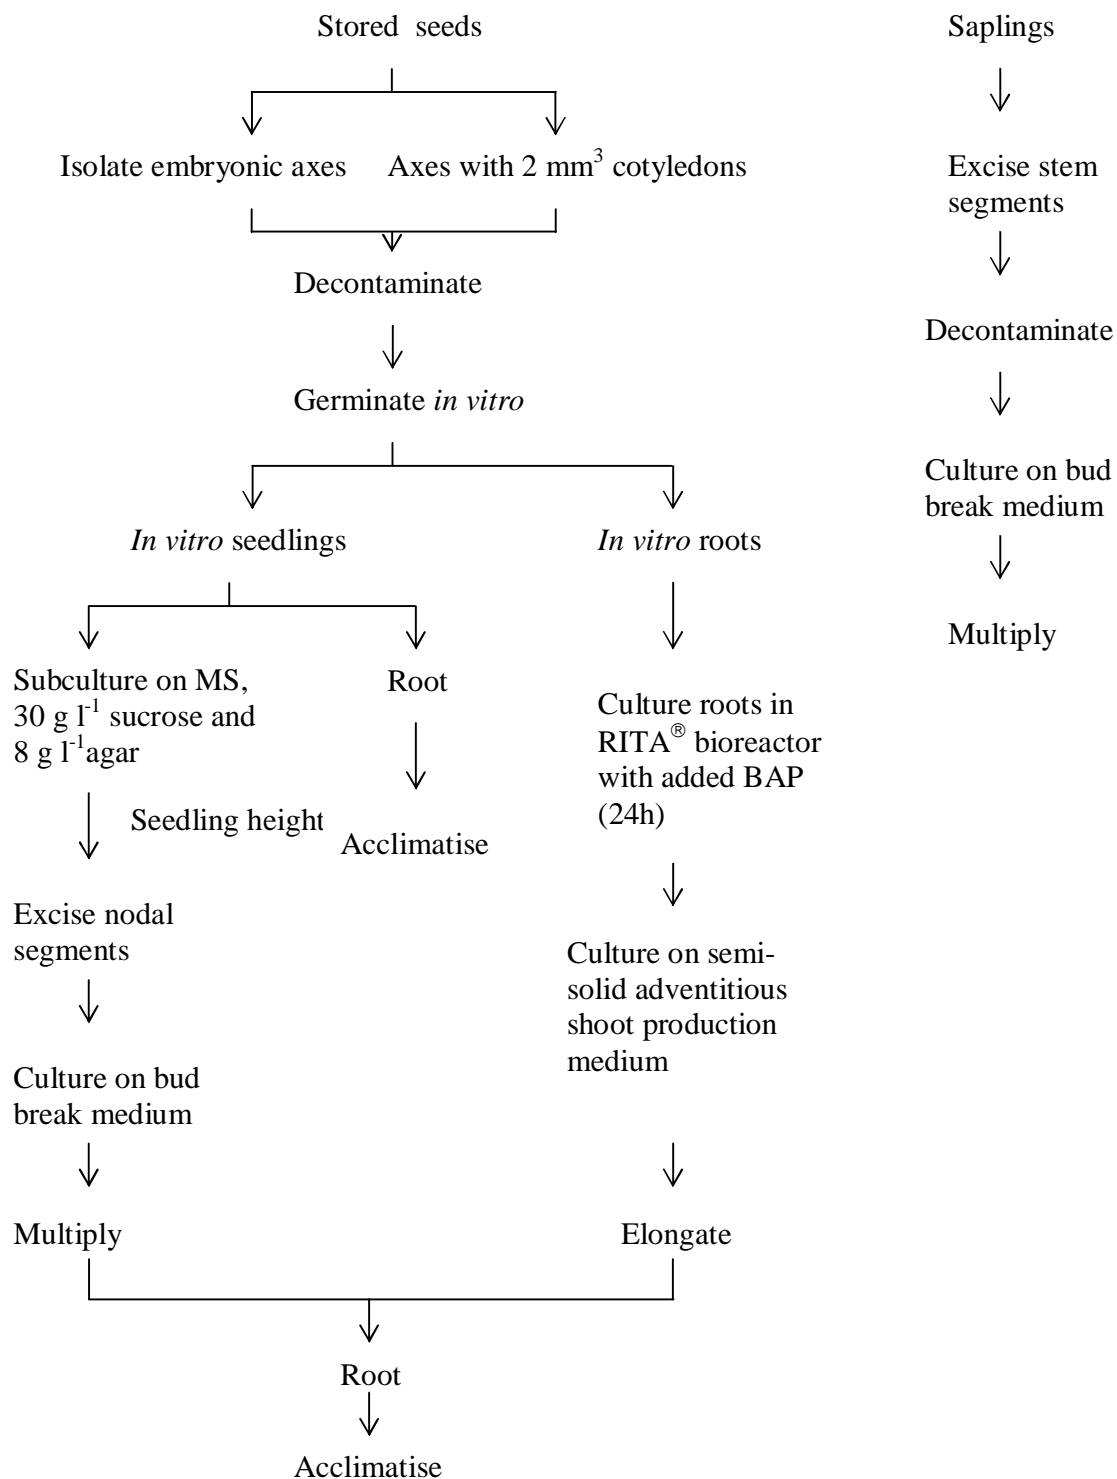 Stored seeds
Saplings
Isolate embryonic axes
Axes with 2 mm³ cotyledons
Excise stem
segments
Decontaminate
Decontaminate
Germinate in vitro
Culture on bud
break medium
In vitro seedlings
In vitro roots
Multiply
Subculture on MS,
30 g l⁻¹ sucrose and
8 g l⁻¹agar
Root
Culture roots in
RITA® bioreactor
with added BAP
(24h)
Seedling height
Acclimatise
Excise nodal
segments
Culture on semi-
solid adventitious
shoot production
medium
Culture on bud
break medium
Multiply
Elongate
Root
Acclimatise